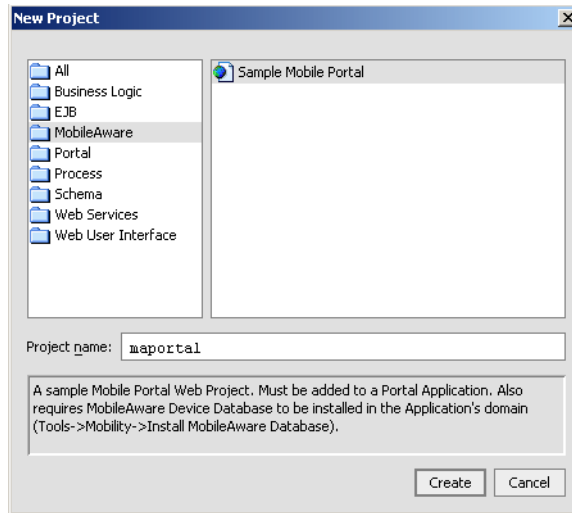 New Project
All
Business Logic
EJB
MobileAware
Portal
Process
Schema
Web Services
Web User Interface
Sample Mobile Portal
Project name: maportal
A sample Mobile Portal Web Project. Must be added to a Portal Application. Also
requires MobileAware Device Database to be installed in the Application's domain
(Tools->Mobility->Install MobileAware Database).
Create Cancel